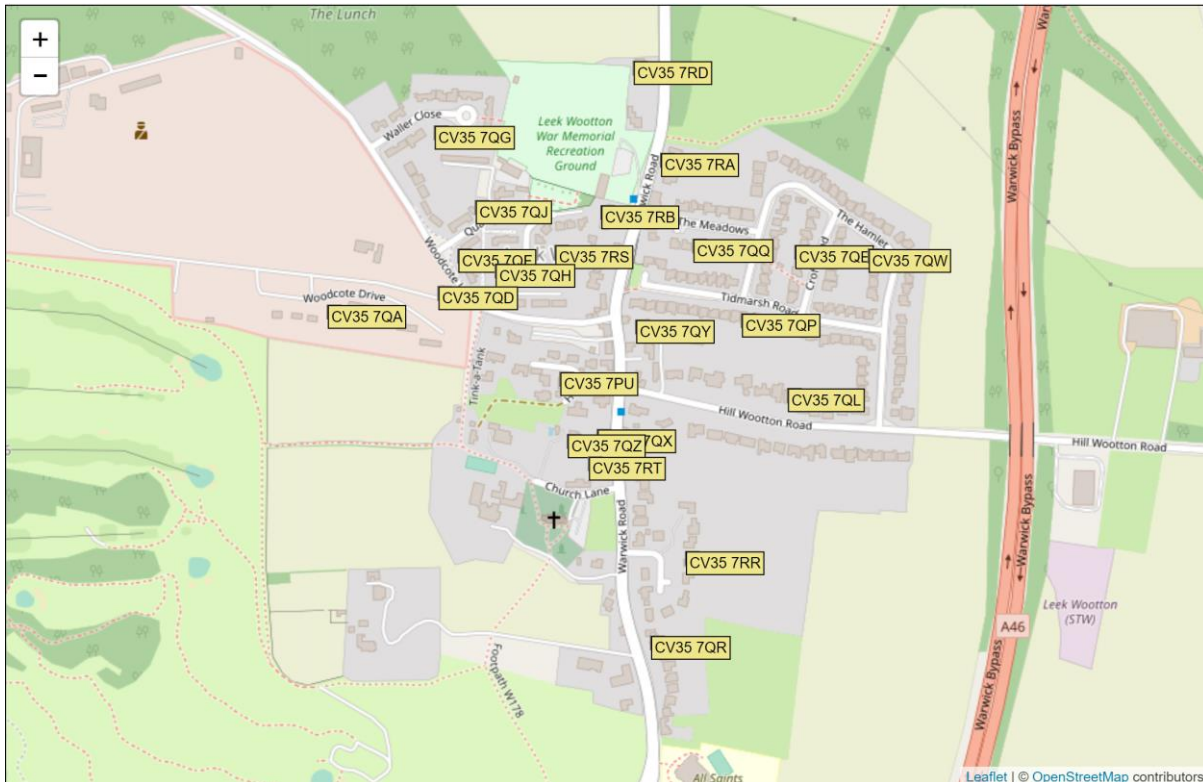 The Lunch
+
−
CV35 7RD
Waller Close
CV35 7QG
Leek Wootton
War Memorial
Recreation
Ground
Warwick Bypass
CV35 7RA
CV35 7QJ
CV35 7RB
The Meadows
The Hamlet
CV35 7RS
CV35 7QH
CV35 7QQ
CV35 7QW
Woodcote Drive
CV35 7QD
CV35 7QA
Tidmarsh Road
CV35 7QP
CV35 7QY
Tink-a-Tank
CV35 7PU
CV35 7QL
Hill Wootton Road
Hill Wootton Road
CV35 7QZ
7QX
CV35 7RT
Church Lane
Warwick Road
Warwick Bypass
CV35 7RR
Leek Wootton
(STW)
A46
CV35 7QR
Footpath W178
Warwick Bypass
All Saints
Leaflet | © OpenStreetMap contributors